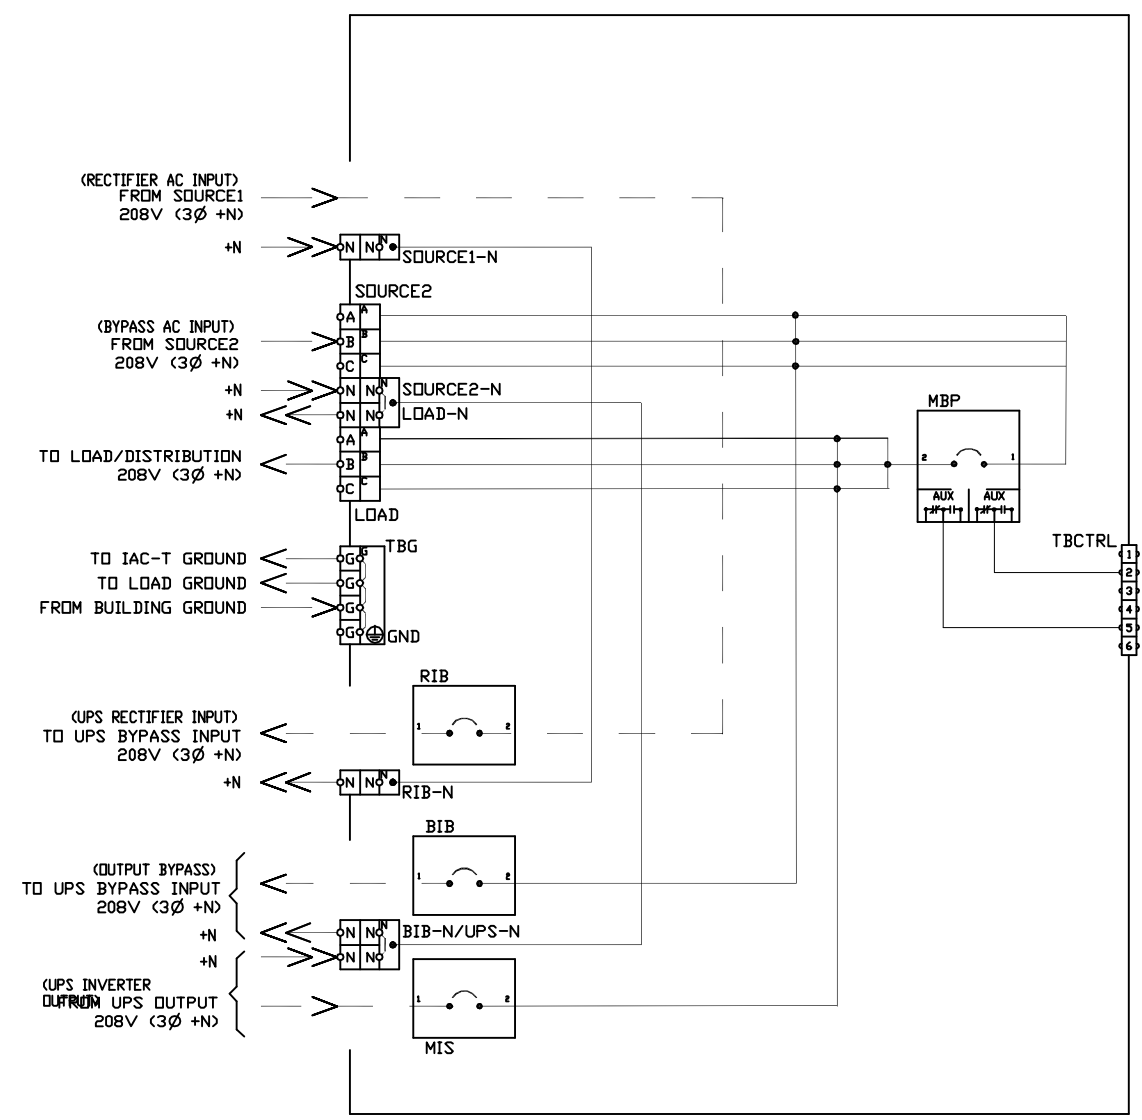 (RECTIFIER AC INPUT)
FROM SOURCE1
208V (3Ø +N)
+N
N N N
SOURCE1-N
SOURCE2
A A
(BYPASS AC INPUT)
FROM SOURCE2
208V (3Ø +N)
B B
C C
+N
N N N
SOURCE2-N
+N
N N
LOAD-N
MBP
A A
TO LOAD/DISTRIBUTION
208V (3Ø +N)
B B
2 1
C C
AUX AUX
LOAD
TBCTRL
TBG
TO IAC-T GROUND
G G
1
TO LOAD GROUND
G
2
3
FROM BUILDING GROUND
G
4
G
GND
5
6
RIB
(UPS RECTIFIER INPUT)
TO UPS BYPASS INPUT
208V (3Ø +N)
1 2
+N
N N N
RIB-N
BIB
(OUTPUT BYPASS)
TO UPS BYPASS INPUT
208V (3Ø +N)
1 2
+N
N N N
BIB-N/UPS-N
+N
N N
(UPS INVERTER
OUTPUT)
FROM UPS OUTPUT
208V (3Ø +N)
1 2
MIS